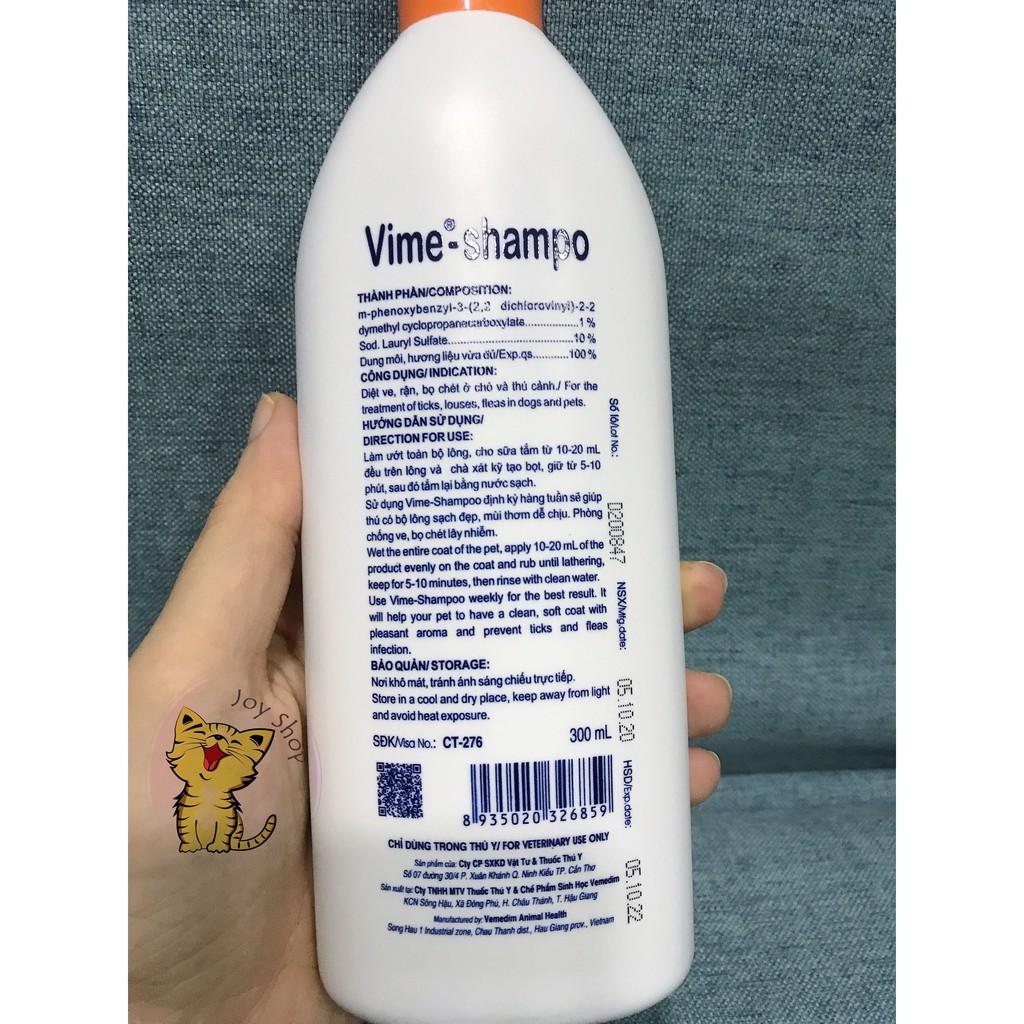 Vime®-shampo
THÀNH PHẦN/COMPOSITION:
m-phenoxybenzyl-3-(2,2 dichlorovinyl)-2-2
dymethyl cyclopropanecarboxylate..................1 %
Sod. Lauryl Sulfate..........................................10 %
Dung môi, hương liệu vừa đủ/Exp.qs............100 %
CÔNG DỤNG/ INDICATION:
Diệt ve, rận, bọ chét ở chó và thú cảnh./ For the
treatment of ticks, louses, fleas in dogs and pets.
HƯỚNG DẪN SỬ DỤNG/
DIRECTION FOR USE:
Làm ướt toàn bộ lông, cho sữa tắm từ 10-20 mL
đều trên lông và chà xát kỹ tạo bọt, giữ từ 5-10
phút, sau đó tắm lại bằng nước sạch.
Sử dụng Vime-Shampoo định kỳ hàng tuần sẽ giúp
thú có bộ lông sạch đẹp, mùi thơm dễ chịu. Phòng
chống ve, bọ chét lây nhiễm.
Wet the entire coat of the pet, apply 10-20 mL of the
product evenly on the coat and rub until lathering,
keep for 5-10 minutes, then rinse with clean water.
Use Vime-Shampoo weekly for the best result. It
will help your pet to have a clean, soft coat with
pleasant aroma and prevent ticks and fleas
infection.
BẢO QUẢN/ STORAGE:
Nơi khô mát, tránh ánh sáng chiếu trực tiếp.
Store in a cool and dry place, keep away from light
and avoid heat exposure.
SĐK/Visa No.: CT-276 300 mL
8 935020 326859
CHỈ DÙNG TRONG THÚ Y/ FOR VETERINARY USE ONLY
Sản phẩm của: Cty CP SXKD Vật Tư & Thuốc Thú Y
Số 07 đường 30/4 P. Xuân Khánh Q. Ninh Kiều TP. Cần Thơ
Sản xuất tại: Cty TNHH MTV Thuốc Thú Y & Chế Phẩm Sinh Học Vemedim
KCN Sông Hậu, Xã Đông Phú, H. Châu Thành, T. Hậu Giang
Manufactured by: Vemedim Animal Health
Song Hau 1 Industrial zone, Chau Thanh dist., Hau Giang prov., Vietnam
Số lô/Lot No.: D200847 NSX/Mfg.date: 05.10.20 HSD/Exp.date: 05.10.22
Joy Shop